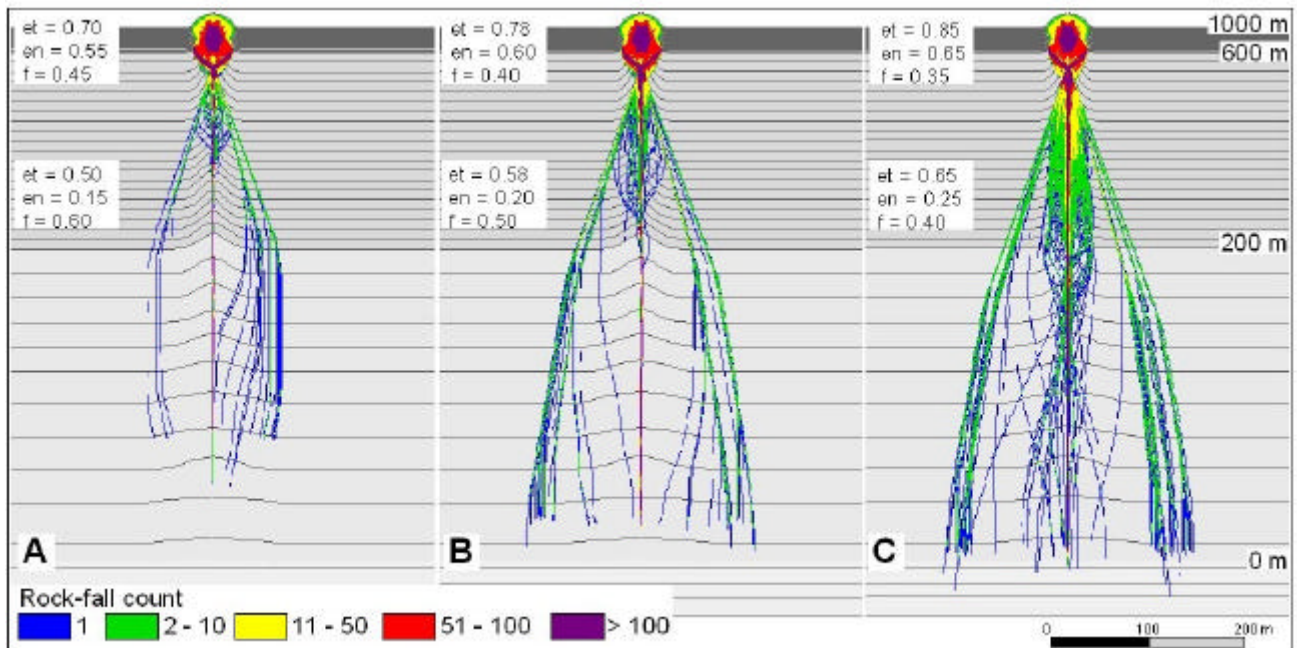 et = 0.70
en = 0.55
f = 0.45
et = 0.78
en = 0.60
f = 0.40
et = 0.85
en = 0.65
f = 0.35
1000 m
600 m
et = 0.50
en = 0.15
f = 0.60
et = 0.58
en = 0.20
f = 0.50
et = 0.65
en = 0.25
f = 0.40
200 m
A
B
C
0 m
Rock-fall count
1 2 - 10 11 - 50 51 - 100 > 100
0 100 200 m